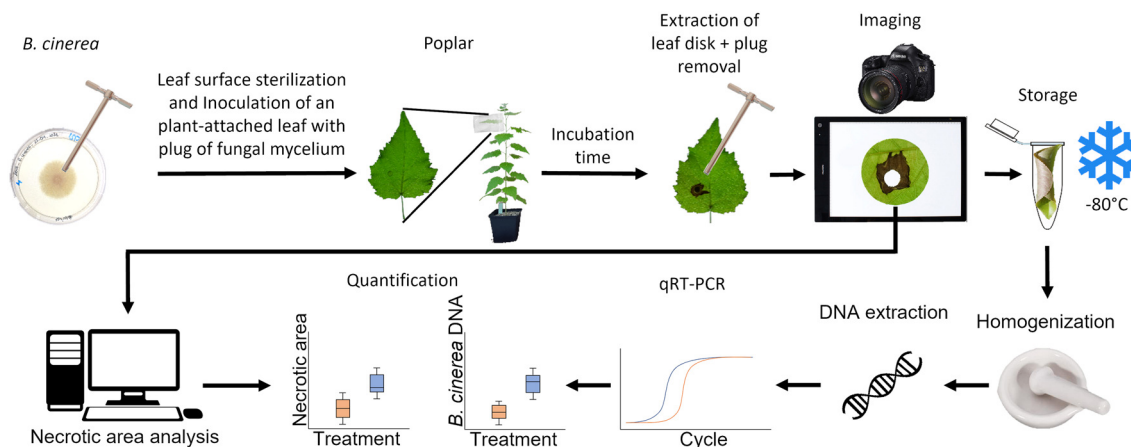 B. cinerea
Leaf surface sterilization
and Inoculation of an
plant-attached leaf with
plug of fungal mycelium
Poplar
Incubation
time
Extraction of
leaf disk + plug
removal
Imaging
Storage
-80°C
Homogenization
DNA extraction
qRT-PCR
Cycle
Quantification
B. cinerea DNA
Treatment
Necrotic area
Treatment
Necrotic area analysis